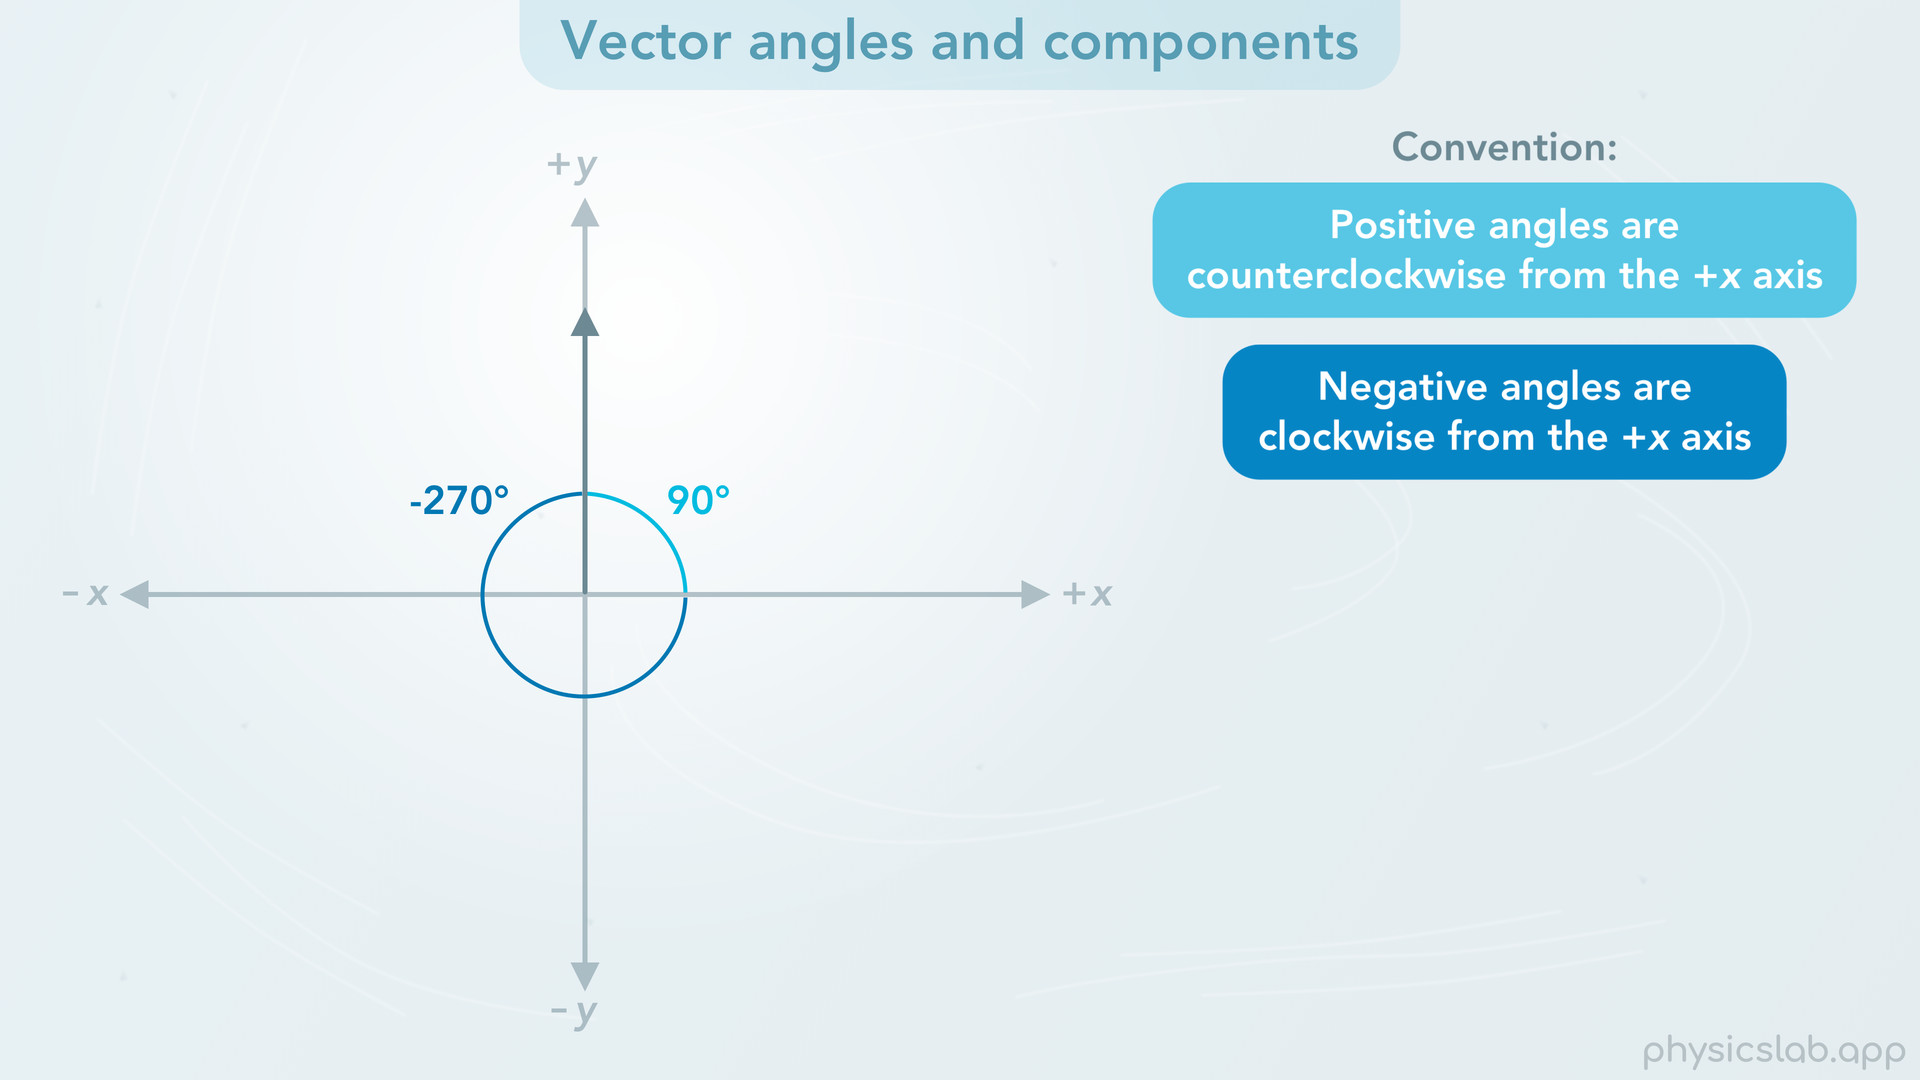 Vector angles and components
Convention:
Positive angles are
counterclockwise from the +x axis
Negative angles are
clockwise from the +x axis
+y
-270°
90°
– x
+x
– y
physicslab.app